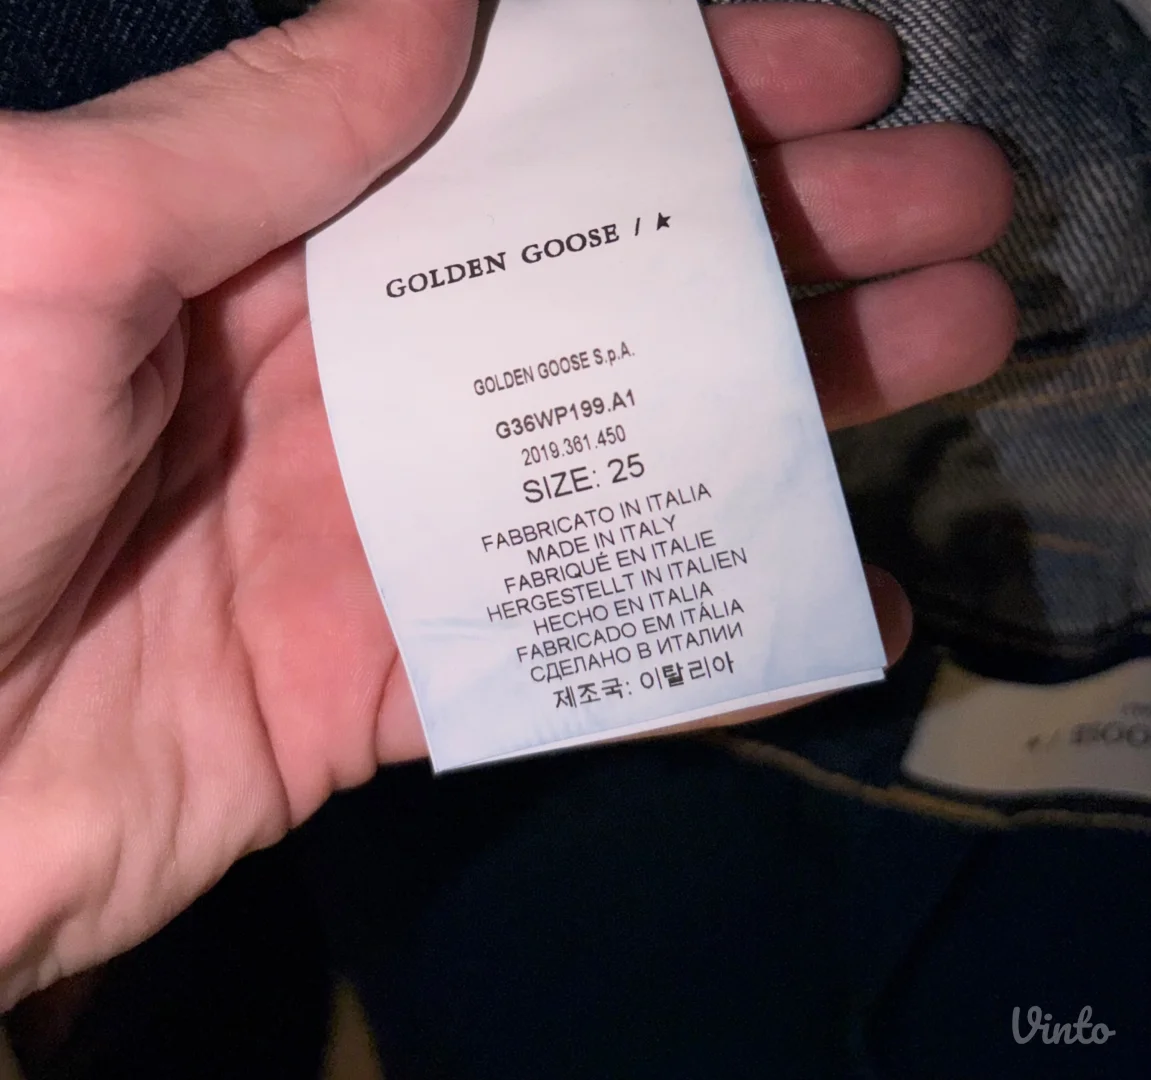 GOLDEN GOOSE / ★
GOLDEN GOOSE S.p.A.
G36WP199.A1
2019.361.450
SIZE: 25
FABBRICATO IN ITALIA
MADE IN ITALY
FABRIQUÉ EN ITALIE
HERGESTELLT IN ITALIEN
HECHO EN ITALIA
FABRICADO EM ITÁLIA
СДЕЛАНО В ИТАЛИИ
제조국: 이탈리아
Vinto